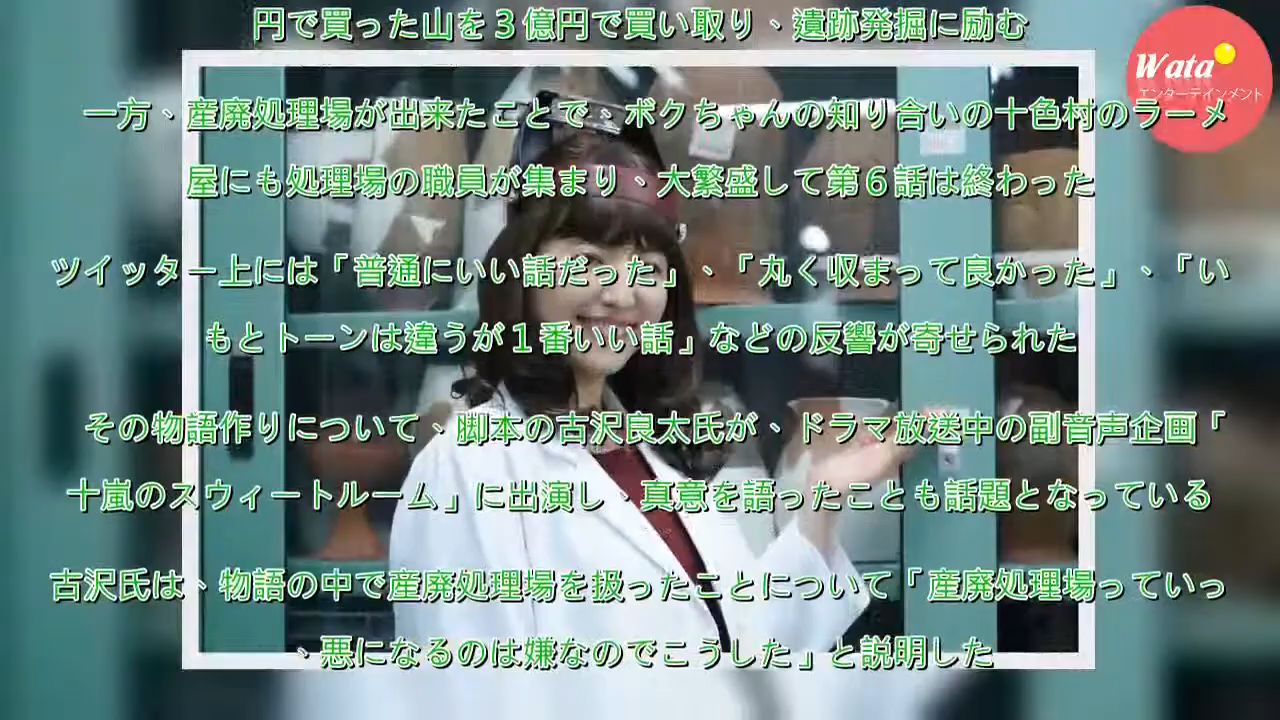 円で買った山を３億円で買い取り、遺跡発掘に励む
Wata
エンターテインメント
一方、産廃処理場が出来たことで、ボクちゃんの知り合いの十色村のラーメ
屋にも処理場の職員が集まり、大繁盛して第６話は終わった
ツイッター上には「普通にいい話だった」、「丸く収まって良かった」、「い
もとトーンは違うが１番いい話」などの反響が寄せられた
その物語作りについて、脚本の古沢良太氏が、ドラマ放送中の副音声企画「
十嵐のスウィートルーム」に出演し、真意を語ったことも話題となっている
古沢氏は、物語の中で産廃処理場を扱ったことについて「産廃処理場っていっ
、悪になるのは嫌なのでこうした」と説明した